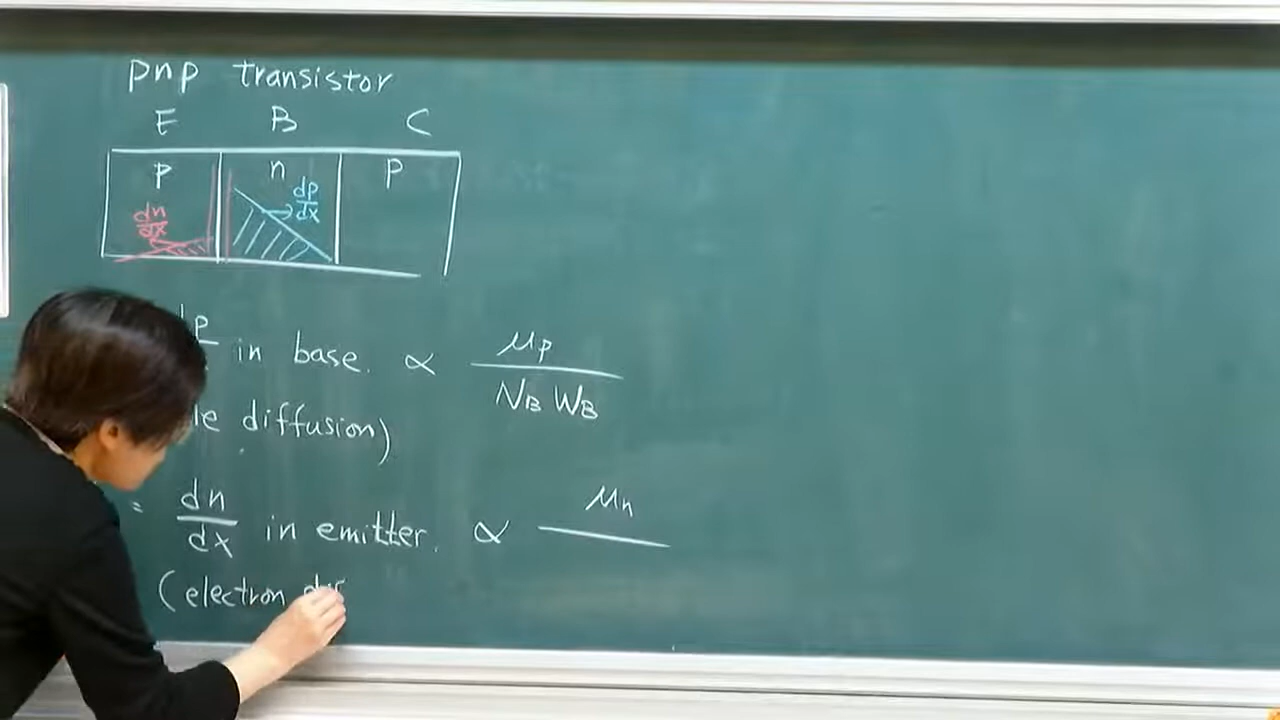 pnp transistor
E B C
p n p
dn/dx dp/dx
p in base. ∝ μp / NB WB
le diffusion)
= dn/dx in emitter. ∝ μn
(electron dif